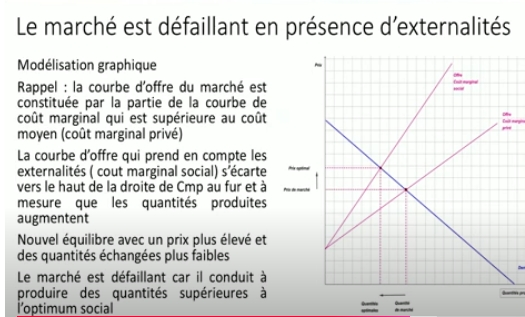 Le marché est défaillant en présence d’externalités
Modélisation graphique
Rappel : la courbe d’offre du marché est
constituée par la partie de la courbe de
coût marginal qui est supérieure au coût
moyen (coût marginal privé)
La courbe d’offre qui prend en compte les
externalités ( cout marginal social) s’écarte
vers le haut de la droite de Cmp au fur et à
mesure que les quantités produites
augmentent
Nouvel équilibre avec un prix plus élevé et
des quantités échangées plus faibles
Le marché est défaillant car il conduit à
produire des quantités supérieures à
l’optimum social
Prix
Offre
Cout marginal
social
Offre
Cout marginal
privé
Prix optimal
Prix de marché
Quantités
optimales
Quantité
de marché